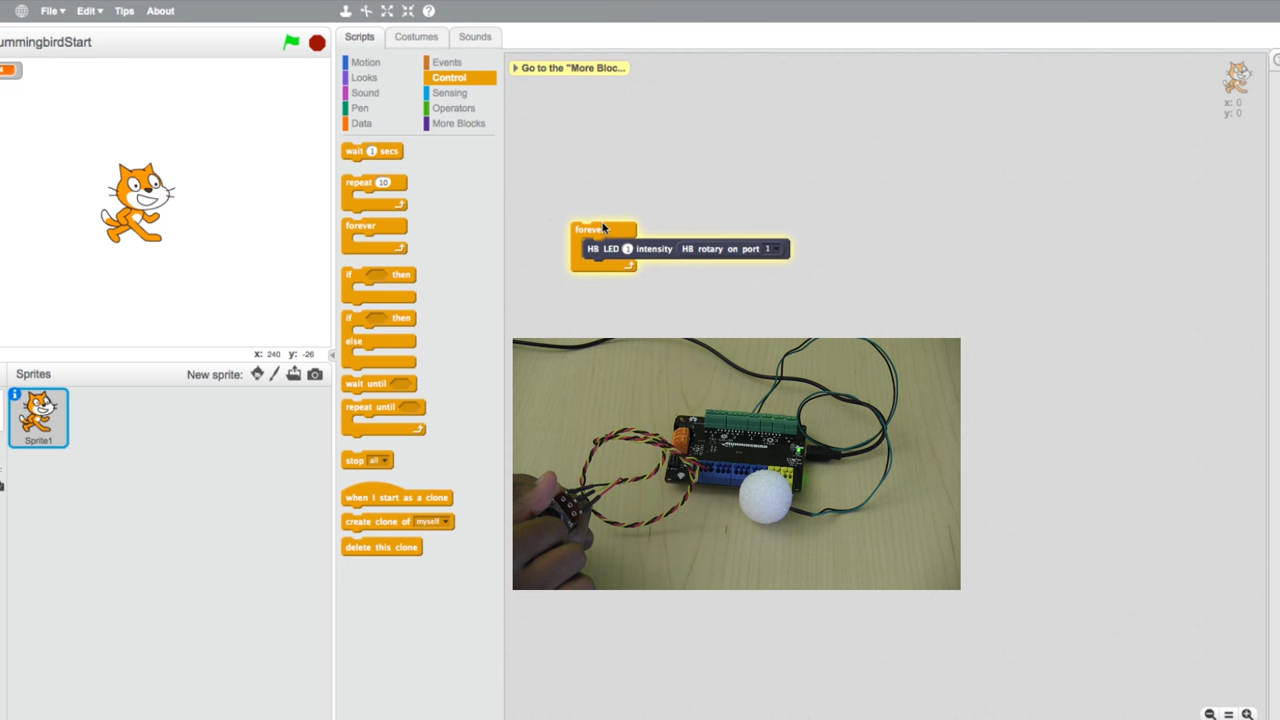 File Edit Tips About
ummingbirdStart
Scripts Costumes Sounds
Motion Events
Looks Control
Sound Sensing
Pen Operators
Data More Blocks
wait 1 secs
repeat 10
forever
if then
if then
else
wait until
repeat until
stop all
when I start as a clone
create clone of myself
delete this clone
Go to the "More Bloc...
x: 0
y: 0
forever
HB LED 1 intensity HB rotary on port 1
x: 240 y: -26
Sprites New sprite:
Sprite1
HUMMINGBIRD